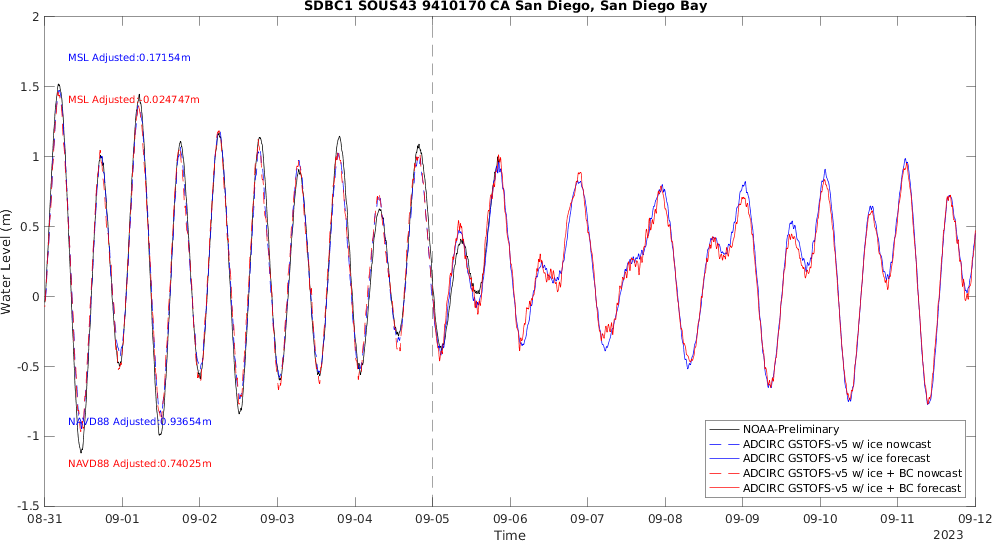 SDBC1 SOUS43 9410170 CA San Diego, San Diego Bay
2
1.5
1
0.5
0
-0.5
-1
-1.5
Water Level (m)
MSL Adjusted:0.17154m
MSL Adjusted:-0.024747m
NAVD88 Adjusted:0.93654m
NAVD88 Adjusted:0.74025m
NOAA-Preliminary
ADCIRC GSTOFS-v5 w/ ice nowcast
ADCIRC GSTOFS-v5 w/ ice forecast
ADCIRC GSTOFS-v5 w/ ice + BC nowcast
ADCIRC GSTOFS-v5 w/ ice + BC forecast
08-31 09-01 09-02 09-03 09-04 09-05 09-06 09-07 09-08 09-09 09-10 09-11 09-12
Time
2023